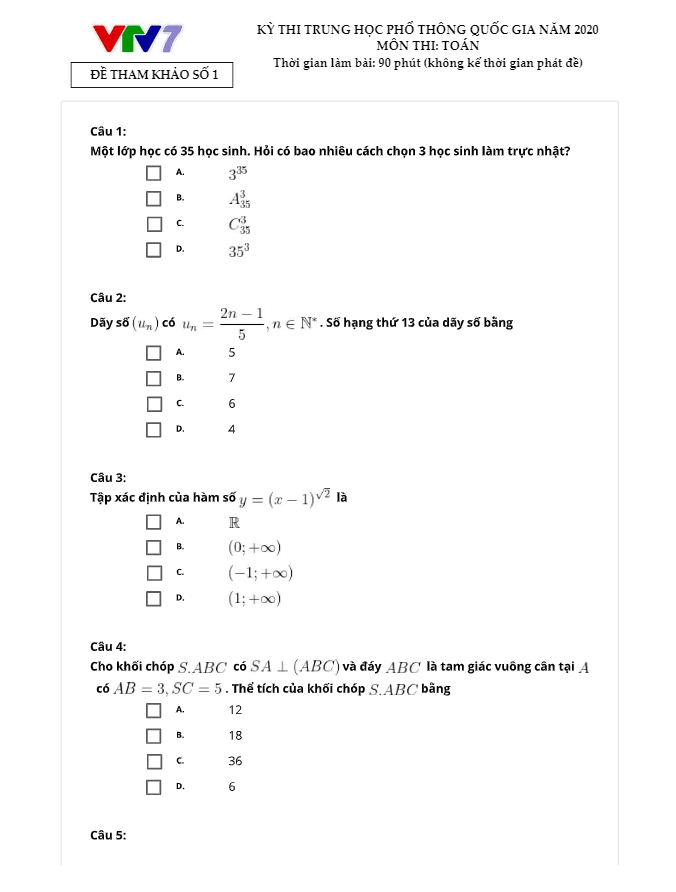 VTV7
KỲ THI TRUNG HỌC PHỔ THÔNG QUỐC GIA NĂM 2020
MÔN THI: TOÁN
Thời gian làm bài: 90 phút (không kể thời gian phát đề)
ĐỀ THAM KHẢO SỐ 1
Câu 1:
Một lớp học có 35 học sinh. Hỏi có bao nhiêu cách chọn 3 học sinh làm trực nhật?
A. $3^{35}$
B. $A_{35}^{3}$
C. $C_{35}^{3}$
D. $35^{3}$
Câu 2:
Dãy số $(u_n)$ có $u_n = \frac{2n-1}{5}, n \in \mathbb{N}^*$. Số hạng thứ 13 của dãy số bằng
A. 5
B. 7
C. 6
D. 4
Câu 3:
Tập xác định của hàm số $y = (x-1)^{\sqrt{2}}$ là
A. $\mathbb{R}$
B. $(0; +\infty)$
C. $(-1; +\infty)$
D. $(1; +\infty)$
Câu 4:
Cho khối chóp $S.ABC$ có $SA \perp (ABC)$ và đáy $ABC$ là tam giác vuông cân tại $A$
có $AB = 3, SC = 5$. Thể tích của khối chóp $S.ABC$ bằng
A. 12
B. 18
C. 36
D. 6
Câu 5: